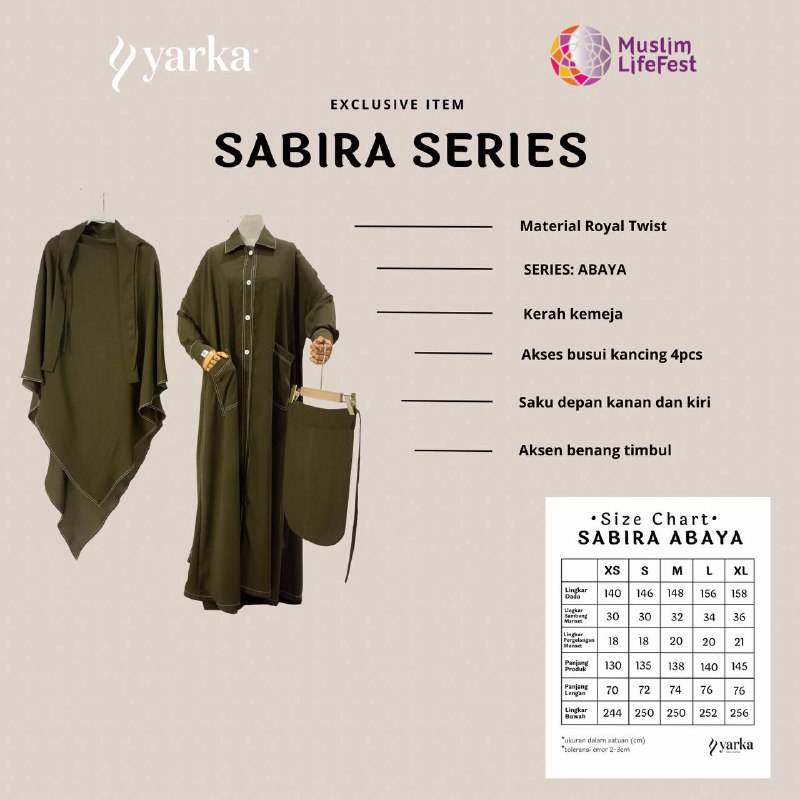 yarka
Muslim
LifeFest
EXCLUSIVE ITEM
SABIRA SERIES
Material Royal Twist
SERIES: ABAYA
Kerah kemeja
Akses busui kancing 4pcs
Saku depan kanan dan kiri
Aksen benang timbul
•Size Chart•
SABIRA ABAYA
XS S M L XL
Lingkar Dada 140 146 148 156 158
Lingkar Sambung Manset 30 30 32 34 36
Lingkar Pergelangan Manset 18 18 20 20 21
Panjang Produk 130 135 138 140 145
Panjang Lengan 70 72 74 76 76
Lingkar Bawah 244 250 250 252 256
*ukuran dalam satuan (cm)
*toleransi error 2-3cm
yarka